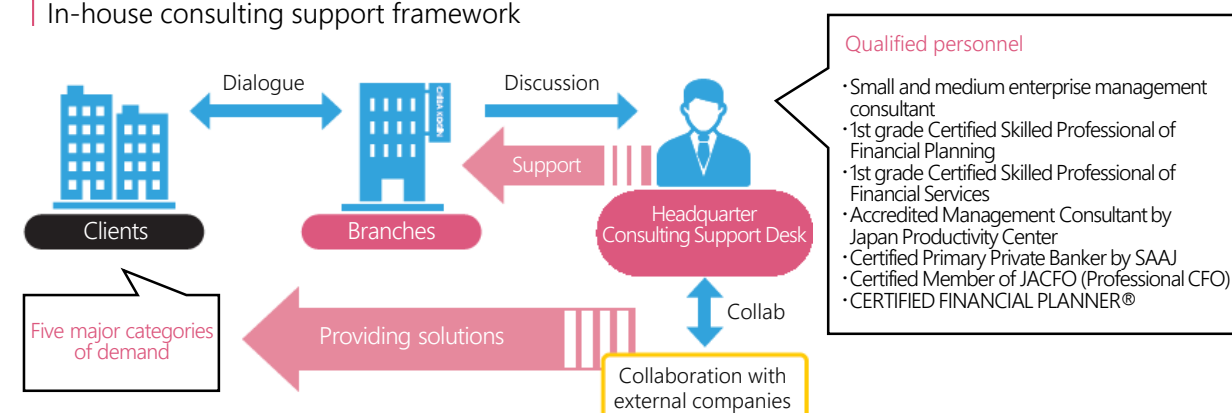 In-house consulting support framework
Dialogue
Discussion
Support
Clients
Branches
Headquarter
Consulting Support Desk
Qualified personnel
・Small and medium enterprise management
consultant
・1st grade Certified Skilled Professional of
Financial Planning
・1st grade Certified Skilled Professional of
Financial Services
・Accredited Management Consultant by
Japan Productivity Center
・Certified Primary Private Banker by SAAJ
・Certified Member of JACFO (Professional CFO)
・CERTIFIED FINANCIAL PLANNER®
Five major categories
of demand
Providing solutions
Collab
Collaboration with
external companies